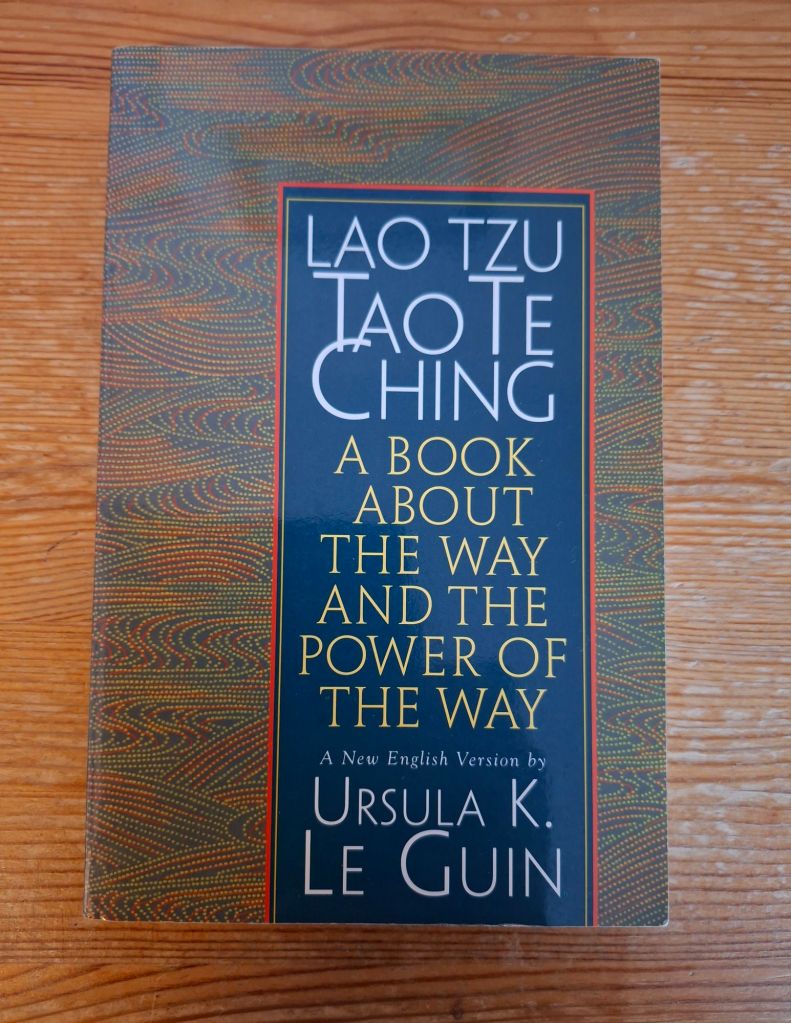 LAO TZU
TAO TE
CHING
A BOOK
ABOUT
THE WAY
AND THE
POWER OF
THE WAY
A New English Version by
URSULA K.
LE GUIN